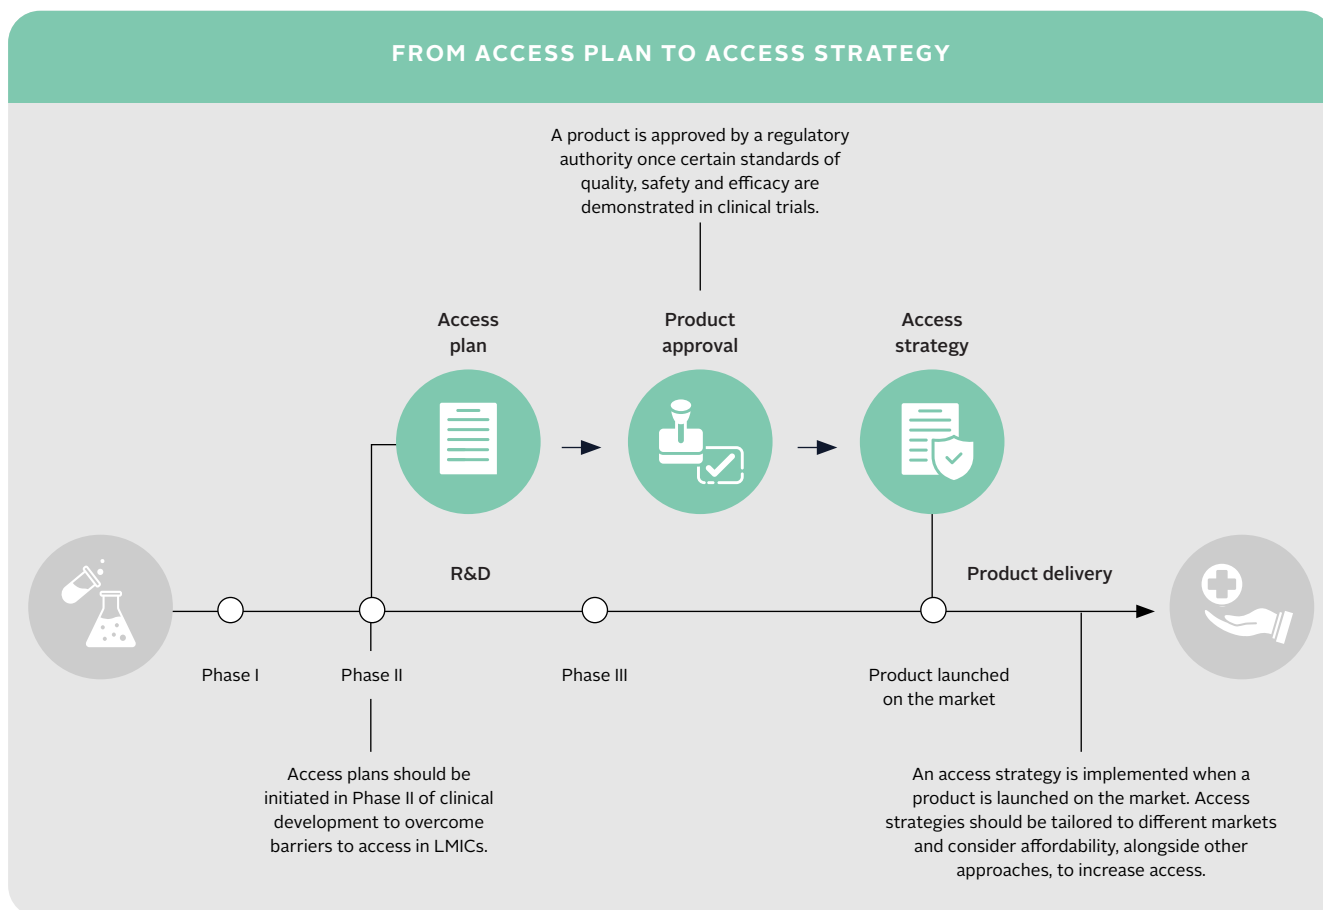 FROM ACCESS PLAN TO ACCESS STRATEGY
A product is approved by a regulatory
authority once certain standards of
quality, safety and efficacy are
demonstrated in clinical trials.
Access
plan
Product
approval
Access
strategy
R&D
Product delivery
Phase I
Phase II
Phase III
Product launched
on the market
Access plans should be
initiated in Phase II of clinical
development to overcome
barriers to access in LMICs.
An access strategy is implemented when a
product is launched on the market. Access
strategies should be tailored to different markets
and consider affordability, alongside other
approaches, to increase access.